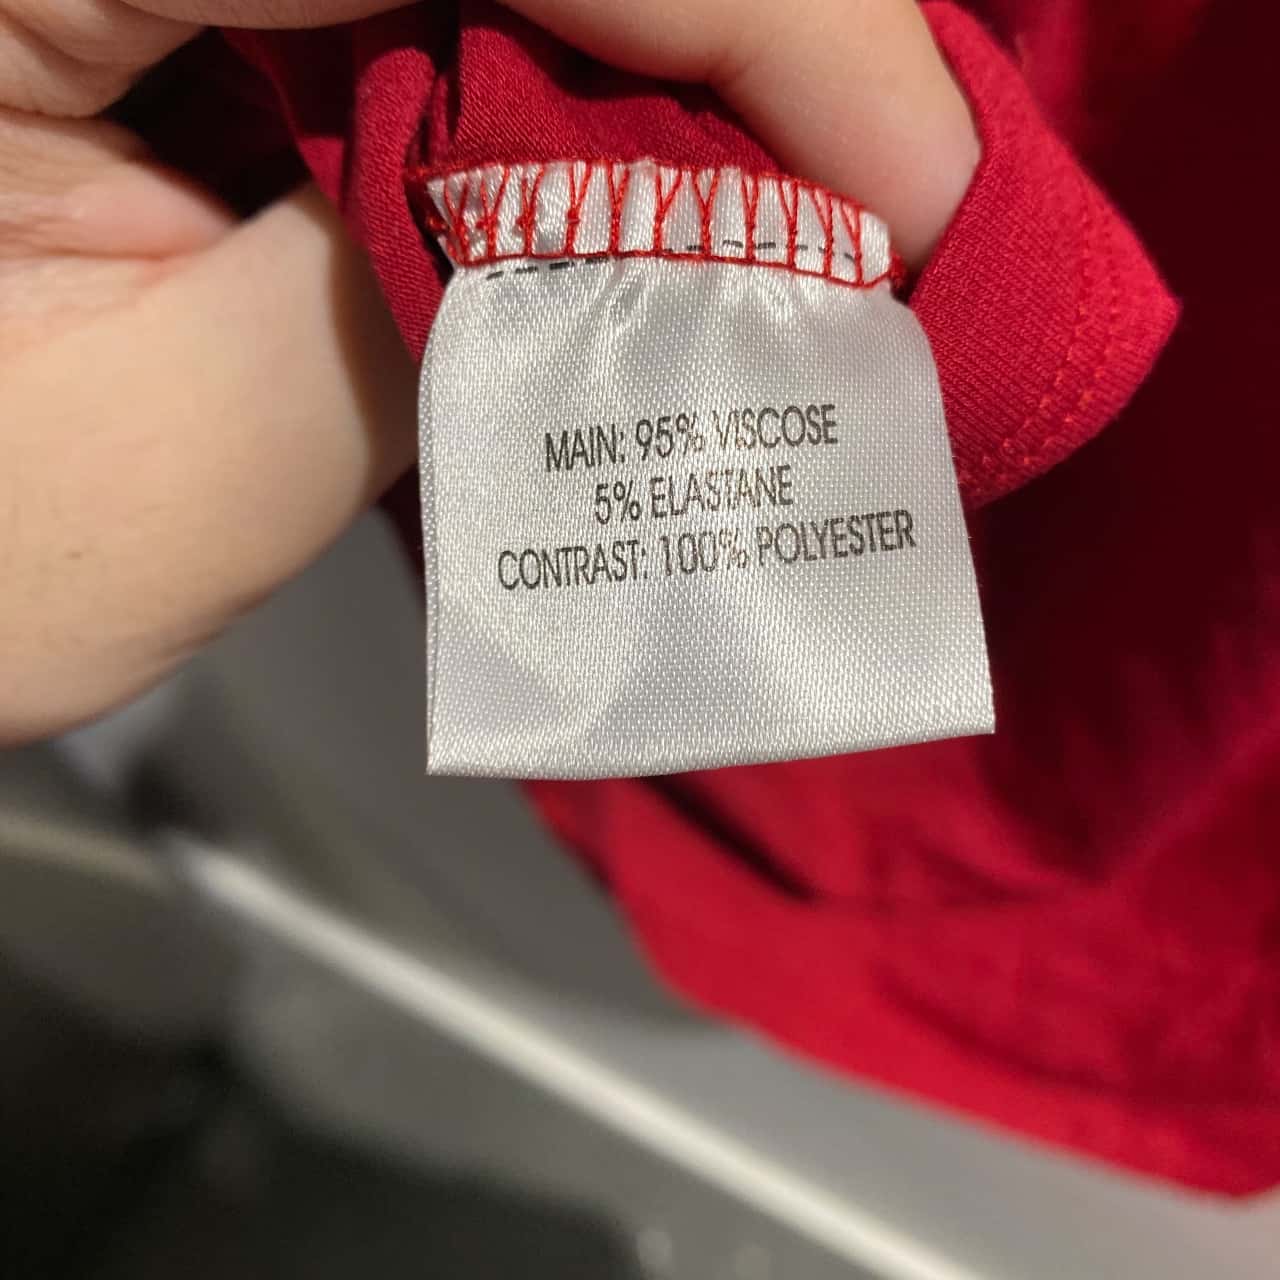 MAIN: 95% VISCOSE
5% ELASTANE
CONTRAST: 100% POLYESTER